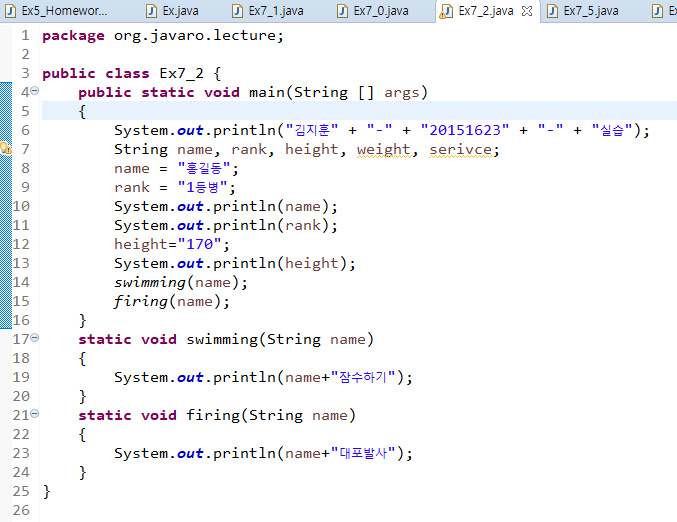 Ex5_Homewor... Ex.java Ex7_1.java Ex7_0.java Ex7_2.java Ex7_5.java E
1 package org.javaro.lecture;
2
3 public class Ex7_2 {
4 public static void main(String [] args)
5 {
6 System.out.println("김지훈" + "-" + "20151623" + "-" + "실습");
7 String name, rank, height, weight, serivce;
8 name = "홍길동";
9 rank = "1등병";
10 System.out.println(name);
11 System.out.println(rank);
12 height="170";
13 System.out.println(height);
14 swimming(name);
15 firing(name);
16 }
17 static void swimming(String name)
18 {
19 System.out.println(name+"잠수하기");
20 }
21 static void firing(String name)
22 {
23 System.out.println(name+"대포발사");
24 }
25 }
26